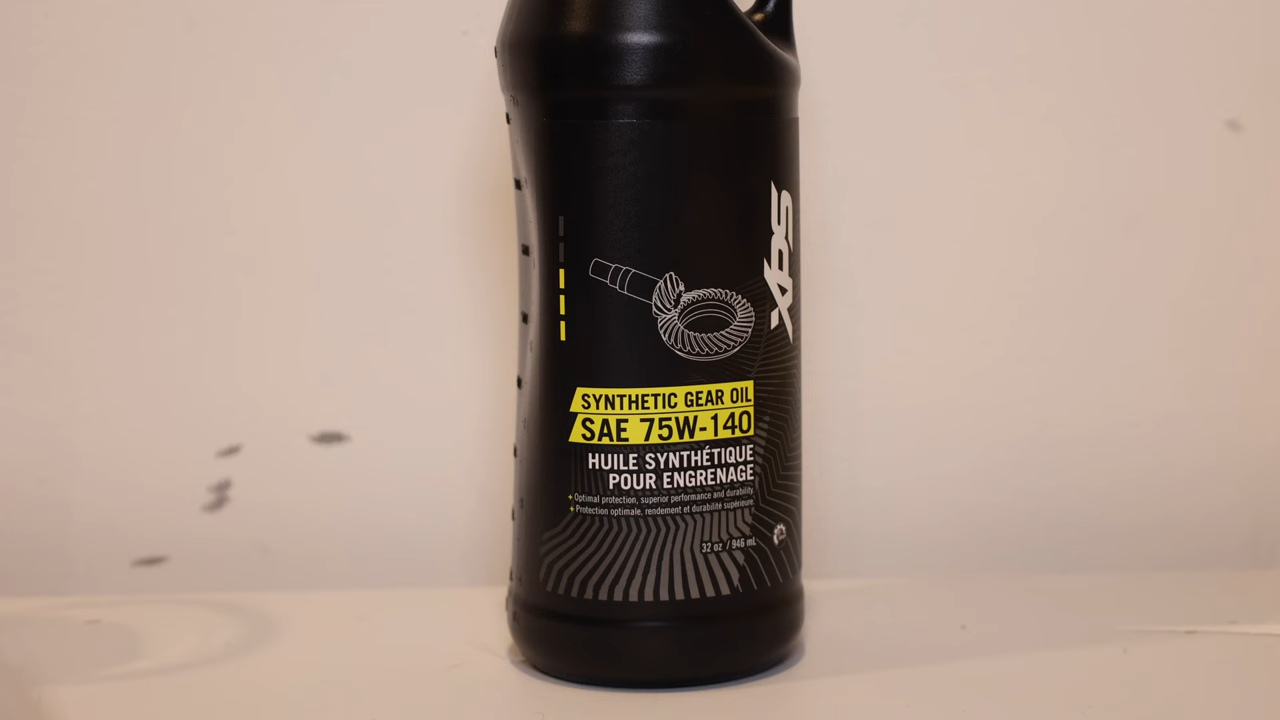 XPS
SYNTHETIC GEAR OIL
SAE 75W-140
HUILE SYNTHÉTIQUE
POUR ENGRENAGE
+ Optimal protection, superior performance and durability.
+ Protection optimale, rendement et durabilité supérieure.
32 oz / 946 mL